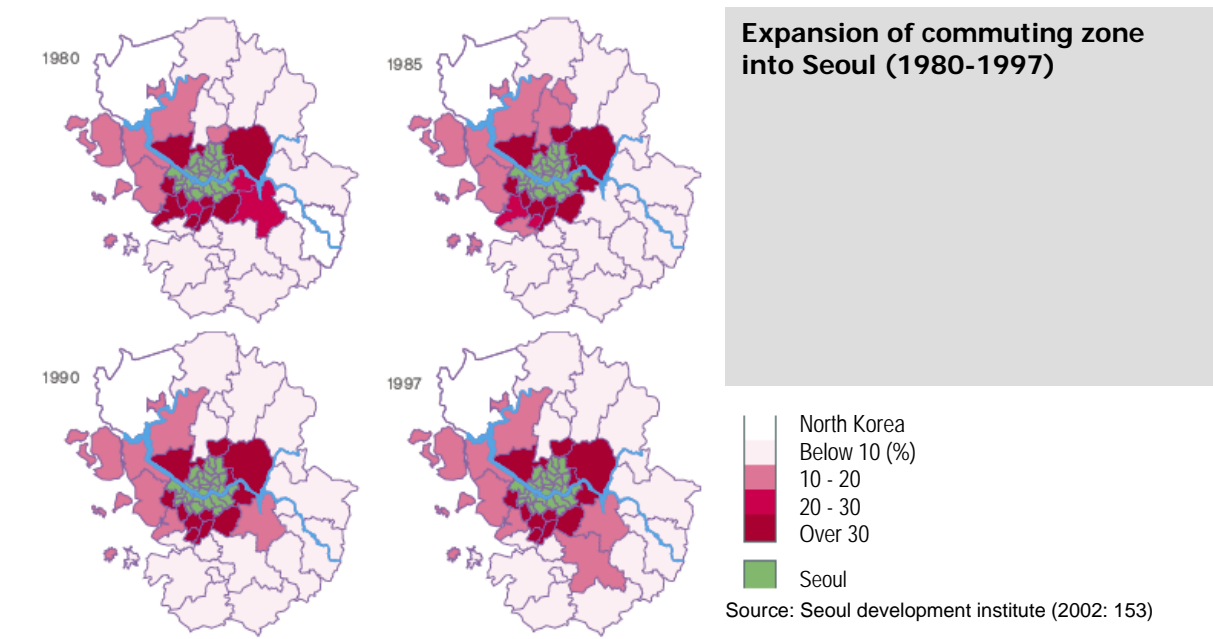 1980
1985
Expansion of commuting zone
into Seoul (1980-1997)
1990
1997
North Korea
Below 10 (%)
10 - 20
20 - 30
Over 30
Seoul
Source: Seoul development institute (2002: 153)